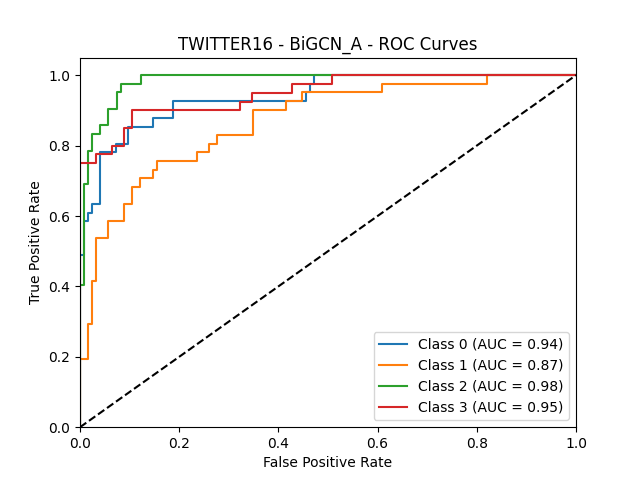 TWITTER16 - BiGCN_A - ROC Curves
True Positive Rate
1.0
0.8
0.6
0.4
0.2
0.0
Class 0 (AUC = 0.94)
Class 1 (AUC = 0.87)
Class 2 (AUC = 0.98)
Class 3 (AUC = 0.95)
0.0 0.2 0.4 0.6 0.8 1.0
False Positive Rate